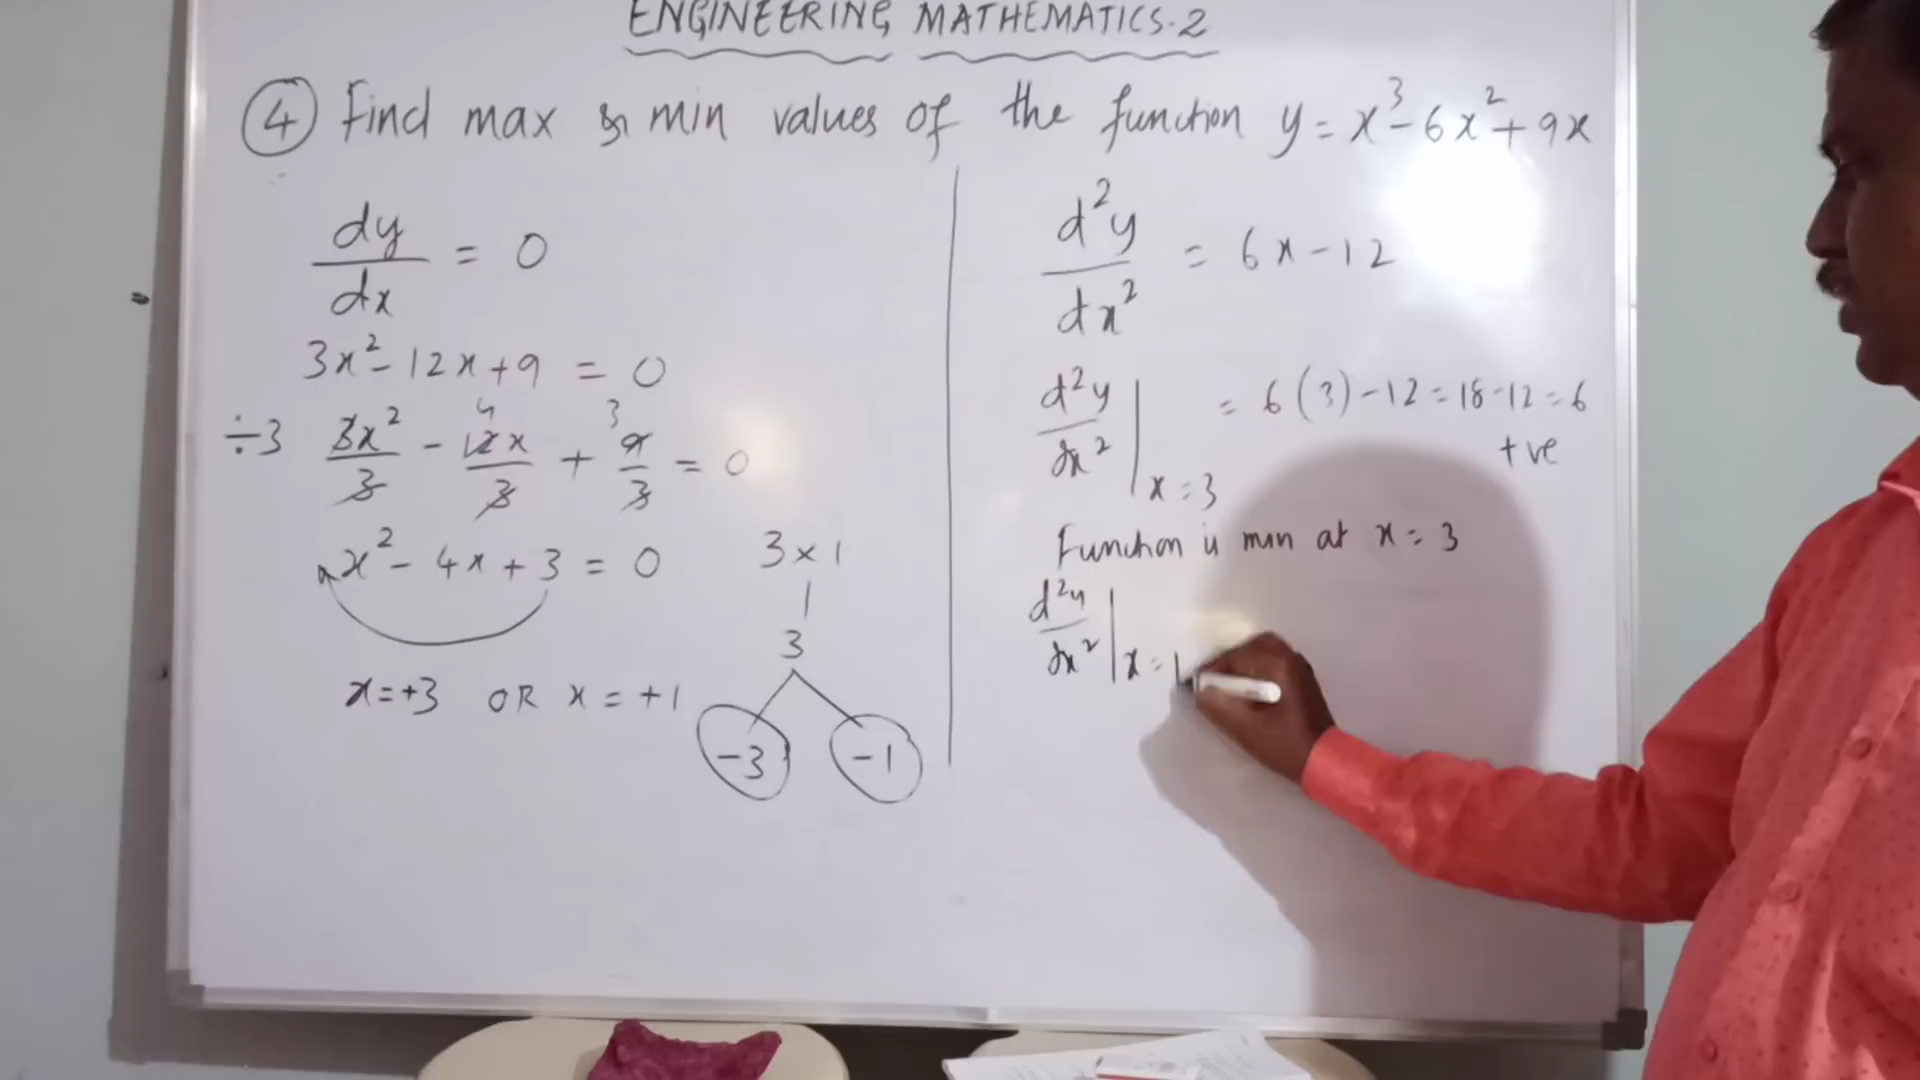 ENGINEERING MATHEMATICS-2
④ Find max & min values of the function y = x³ - 6x² + 9x
dy/dx = 0
3x² - 12x + 9 = 0
÷3 3x²/3 - 12x/3 + 9/3 = 0
4 3
x² - 4x + 3 = 0
x = +3 OR x = +1
3 × 1
3
-3 -1
d²y/dx² = 6x - 12
d²y/dx² | x = 3 = 6(3) - 12 = 18 - 12 = 6
+ve
Function is min at x = 3
d²y/dx² | x = 1